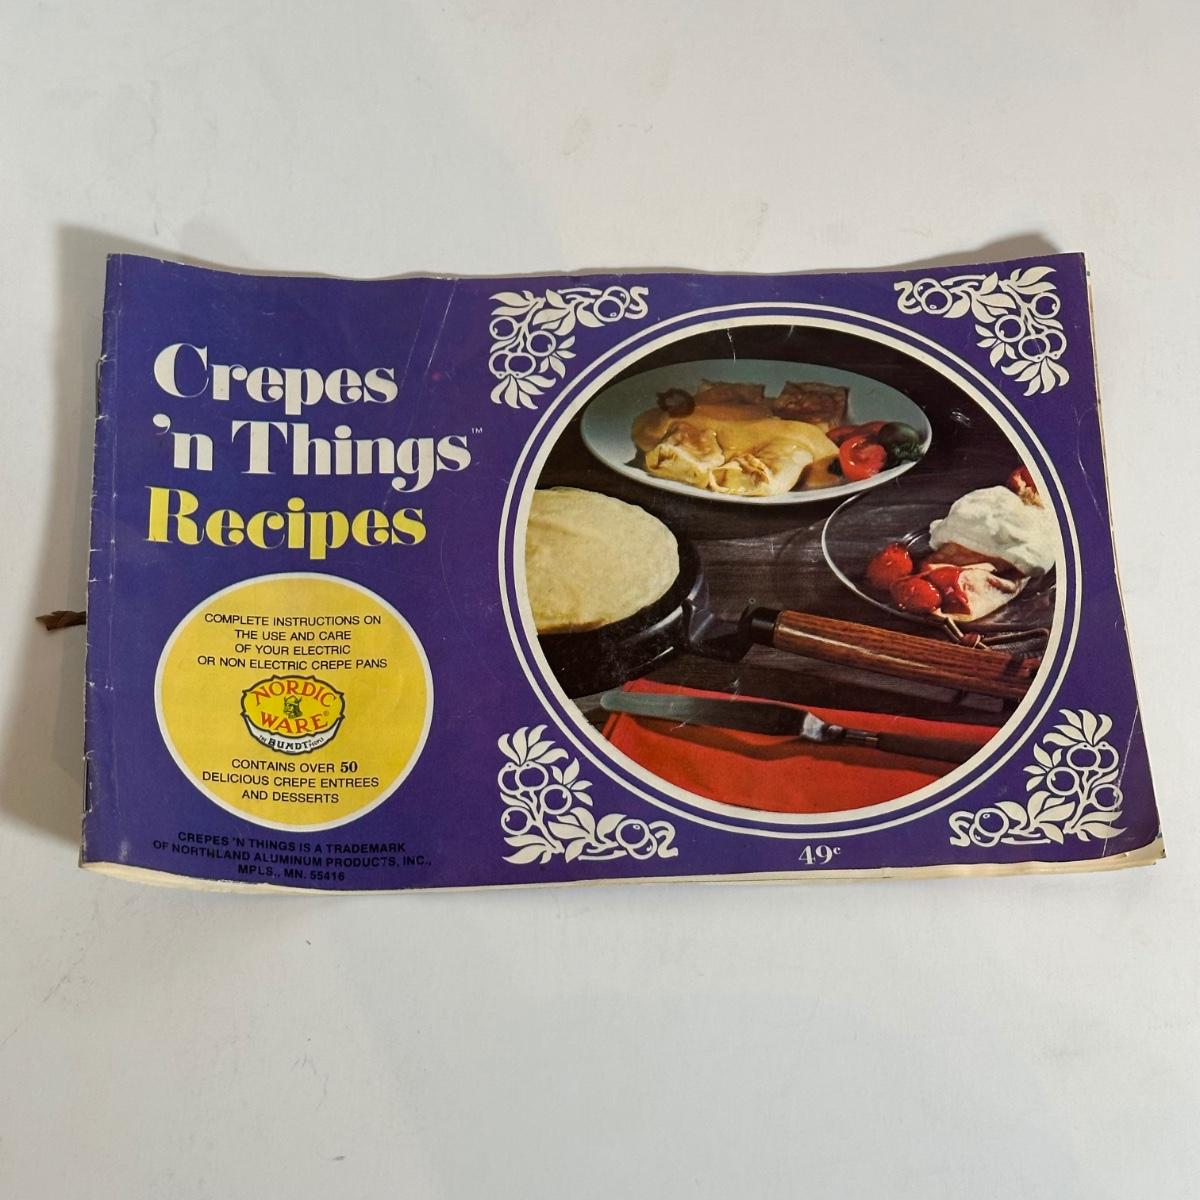 Crepes
'n Things™
Recipes
COMPLETE INSTRUCTIONS ON
THE USE AND CARE
OF YOUR ELECTRIC
OR NON ELECTRIC CREPE PANS
NORDIC
WARE®
THE BUNDT® PEOPLE
CONTAINS OVER 50
DELICIOUS CREPE ENTREES
AND DESSERTS
CREPES 'N THINGS IS A TRADEMARK
OF NORTHLAND ALUMINUM PRODUCTS, INC.,
MPLS., MN. 55416
49¢